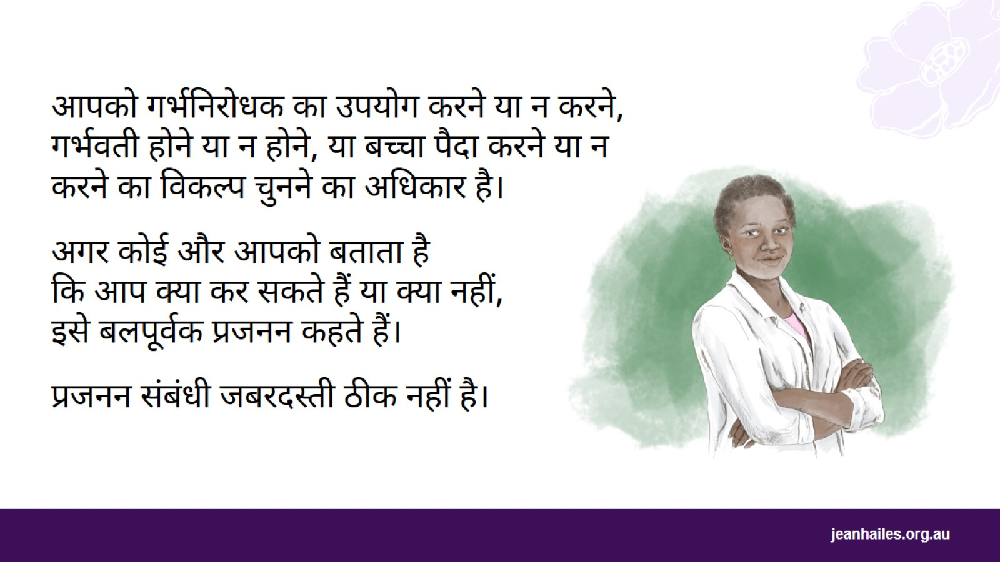 आपको गर्भनिरोधक का उपयोग करने या न करने,
गर्भवती होने या न होने, या बच्चा पैदा करने या न
करने का विकल्प चुनने का अधिकार है।
अगर कोई और आपको बताता है
कि आप क्या कर सकते हैं या क्या नहीं,
इसे बलपूर्वक प्रजनन कहते हैं।
प्रजनन संबंधी जबरदस्ती ठीक नहीं है।
jeanhailes.org.au